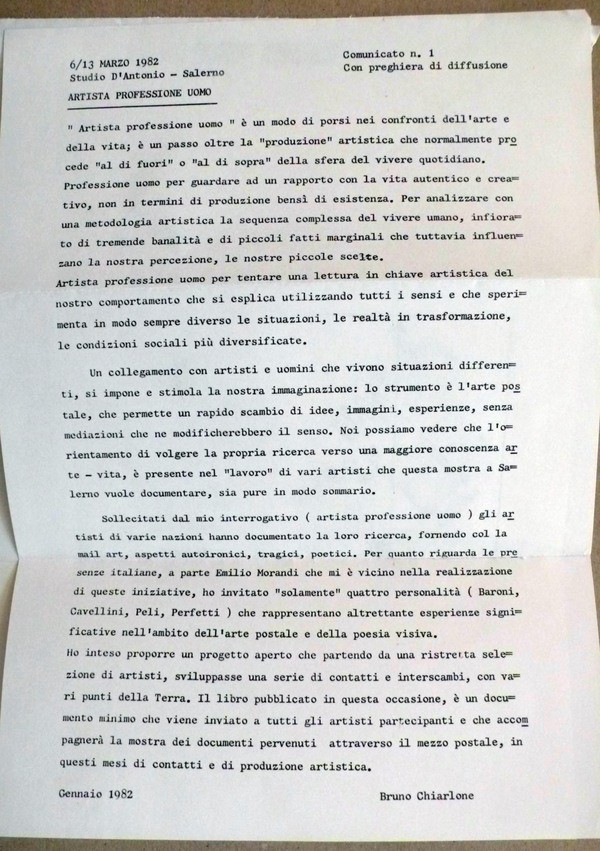 6/13 MARZO 1982
Studio D'Antonio - Salerno
ARTISTA PROFESSIONE UOMO
Comunicato n. 1
Con preghiera di diffusione
" Artista professione uomo " è un modo di porsi nei confronti dell'arte e
della vita; è un passo oltre la "produzione" artistica che normalmente pro
cede "al di fuori" o "al di sopra" della sfera del vivere quotidiano.
Professione uomo per guardare ad un rapporto con la vita autentico e crea=
tivo, non in termini di produzione bensì di esistenza. Per analizzare con
una metodologia artistica la sequenza complessa del vivere umano, infiora=
to di tremende banalità e di piccoli fatti marginali che tuttavia influen=
zano la nostra percezione, le nostre piccole scelte.
Artista professione uomo per tentare una lettura in chiave artistica del
nostro comportamento che si esplica utilizzando tutti i sensi e che speri=
menta in modo sempre diverso le situazioni, le realtà in trasformazione,
le condizioni sociali più diversificate.
Un collegamento con artisti e uomini che vivono situazioni differen=
ti, si impone e stimola la nostra immaginazione: lo strumento è l'arte pos
tale, che permette un rapido scambio di idee, immagini, esperienze, senza
mediazioni che ne modificherebbero il senso. Noi possiamo vedere che l'o=
rientamento di volgere la propria ricerca verso una maggiore conoscenza ar
te - vita, è presente nel "lavoro" di vari artisti che questa mostra a Sa=
lerno vuole documentare, sia pure in modo sommario.
Sollecitati dal mio interrogativo ( artista professione uomo ) gli ar
tisti di varie nazioni hanno documentato la loro ricerca, fornendo col la
mail art, aspetti autoironici, tragici, poetici. Per quanto riguarda le pre
senze italiane, a parte Emilio Morandi che mi è vicino nella realizzazione
di queste iniziative, ho invitato "solamente" quattro personalità ( Baroni,
Cavellini, Peli, Perfetti ) che rappresentano altrettante esperienze signi=
ficative nell'ambito dell'arte postale e della poesia visiva.
Ho inteso proporre un progetto aperto che partendo da una ristretta sele=
zione di artisti, sviluppasse una serie di contatti e interscambi, con va=
ri punti della Terra. Il libro pubblicato in questa occasione, è un docu=
mento minimo che viene inviato a tutti gli artisti partecipanti e che accom
pagnerà la mostra dei documenti pervenuti attraverso il mezzo postale, in
questi mesi di contatti e di produzione artistica.
Gennaio 1982
Bruno Chiarlone